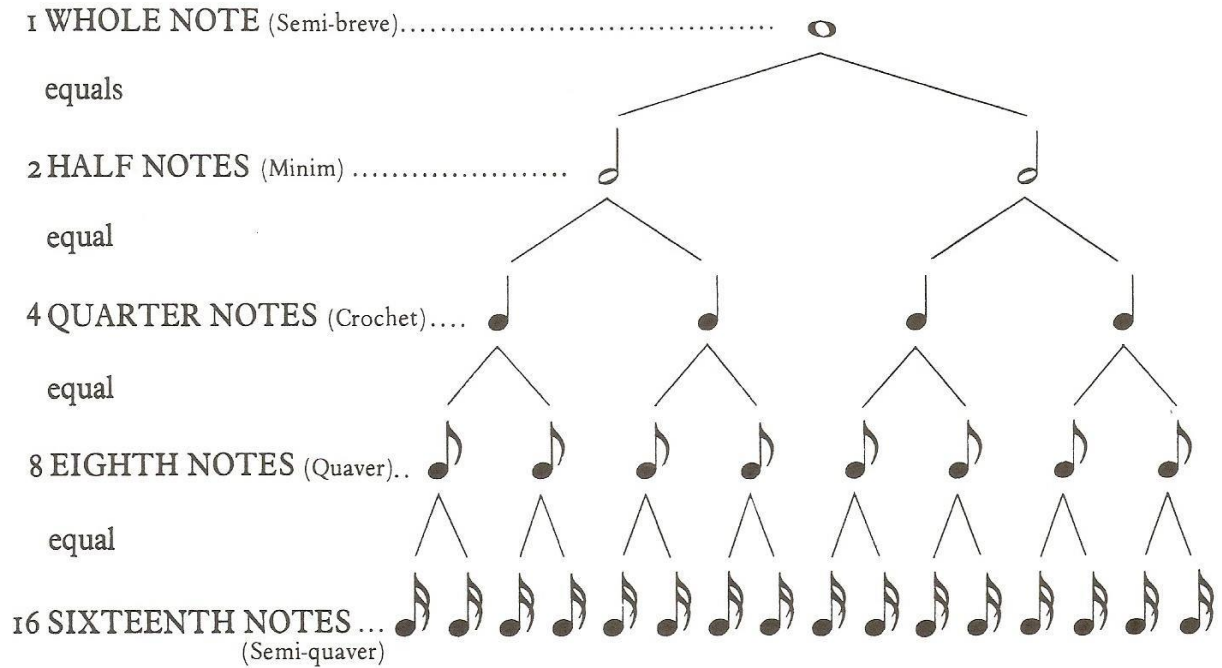 1 WHOLE NOTE (Semi-breve)......................................
equals
2 HALF NOTES (Minim) ......................
equal
4 QUARTER NOTES (Crochet)....
equal
8 EIGHTH NOTES (Quaver)..
equal
16 SIXTEENTH NOTES ...
(Semi-quaver)